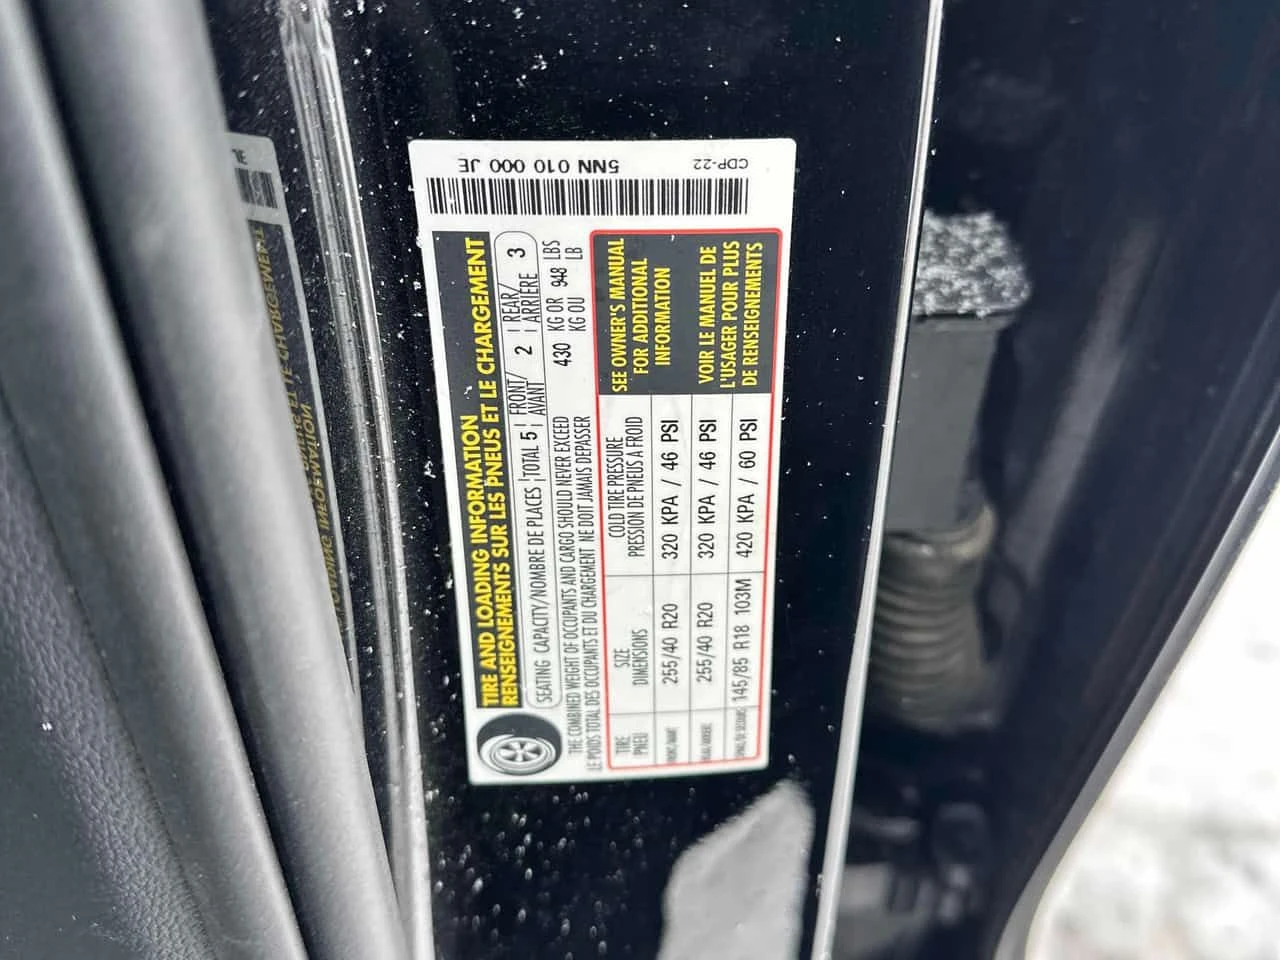 5NN 010 000 JE
CDP-22
TIRE AND LOADING INFORMATION
RENSEIGNEMENTS SUR LES PNEUS ET LE CHARGEMENT
SEATING CAPACITY/NOMBRE DE PLACES TOTAL 5 FRONT/ AVANT 2 REAR/ ARRIÈRE 3
THE COMBINED WEIGHT OF OCCUPANTS AND CARGO SHOULD NEVER EXCEED 430 KG OR 948 LBS
LE POIDS TOTAL DES OCCUPANTS ET DU CHARGEMENT NE DOIT JAMAIS DEPASSER KG OU LB
TIRE SIZE COLD TIRE PRESSURE
PNEU DIMENSIONS PRESSION DE PNEUS A FROID
255/40 R20 320 KPA / 46 PSI
255/40 R20 320 KPA / 46 PSI
145/85 R18 103M 420 KPA / 60 PSI
SEE OWNER'S MANUAL
FOR ADDITIONAL
INFORMATION
VOIR LE MANUEL DE
L'USAGER POUR PLUS
DE RENSEIGNEMENTS